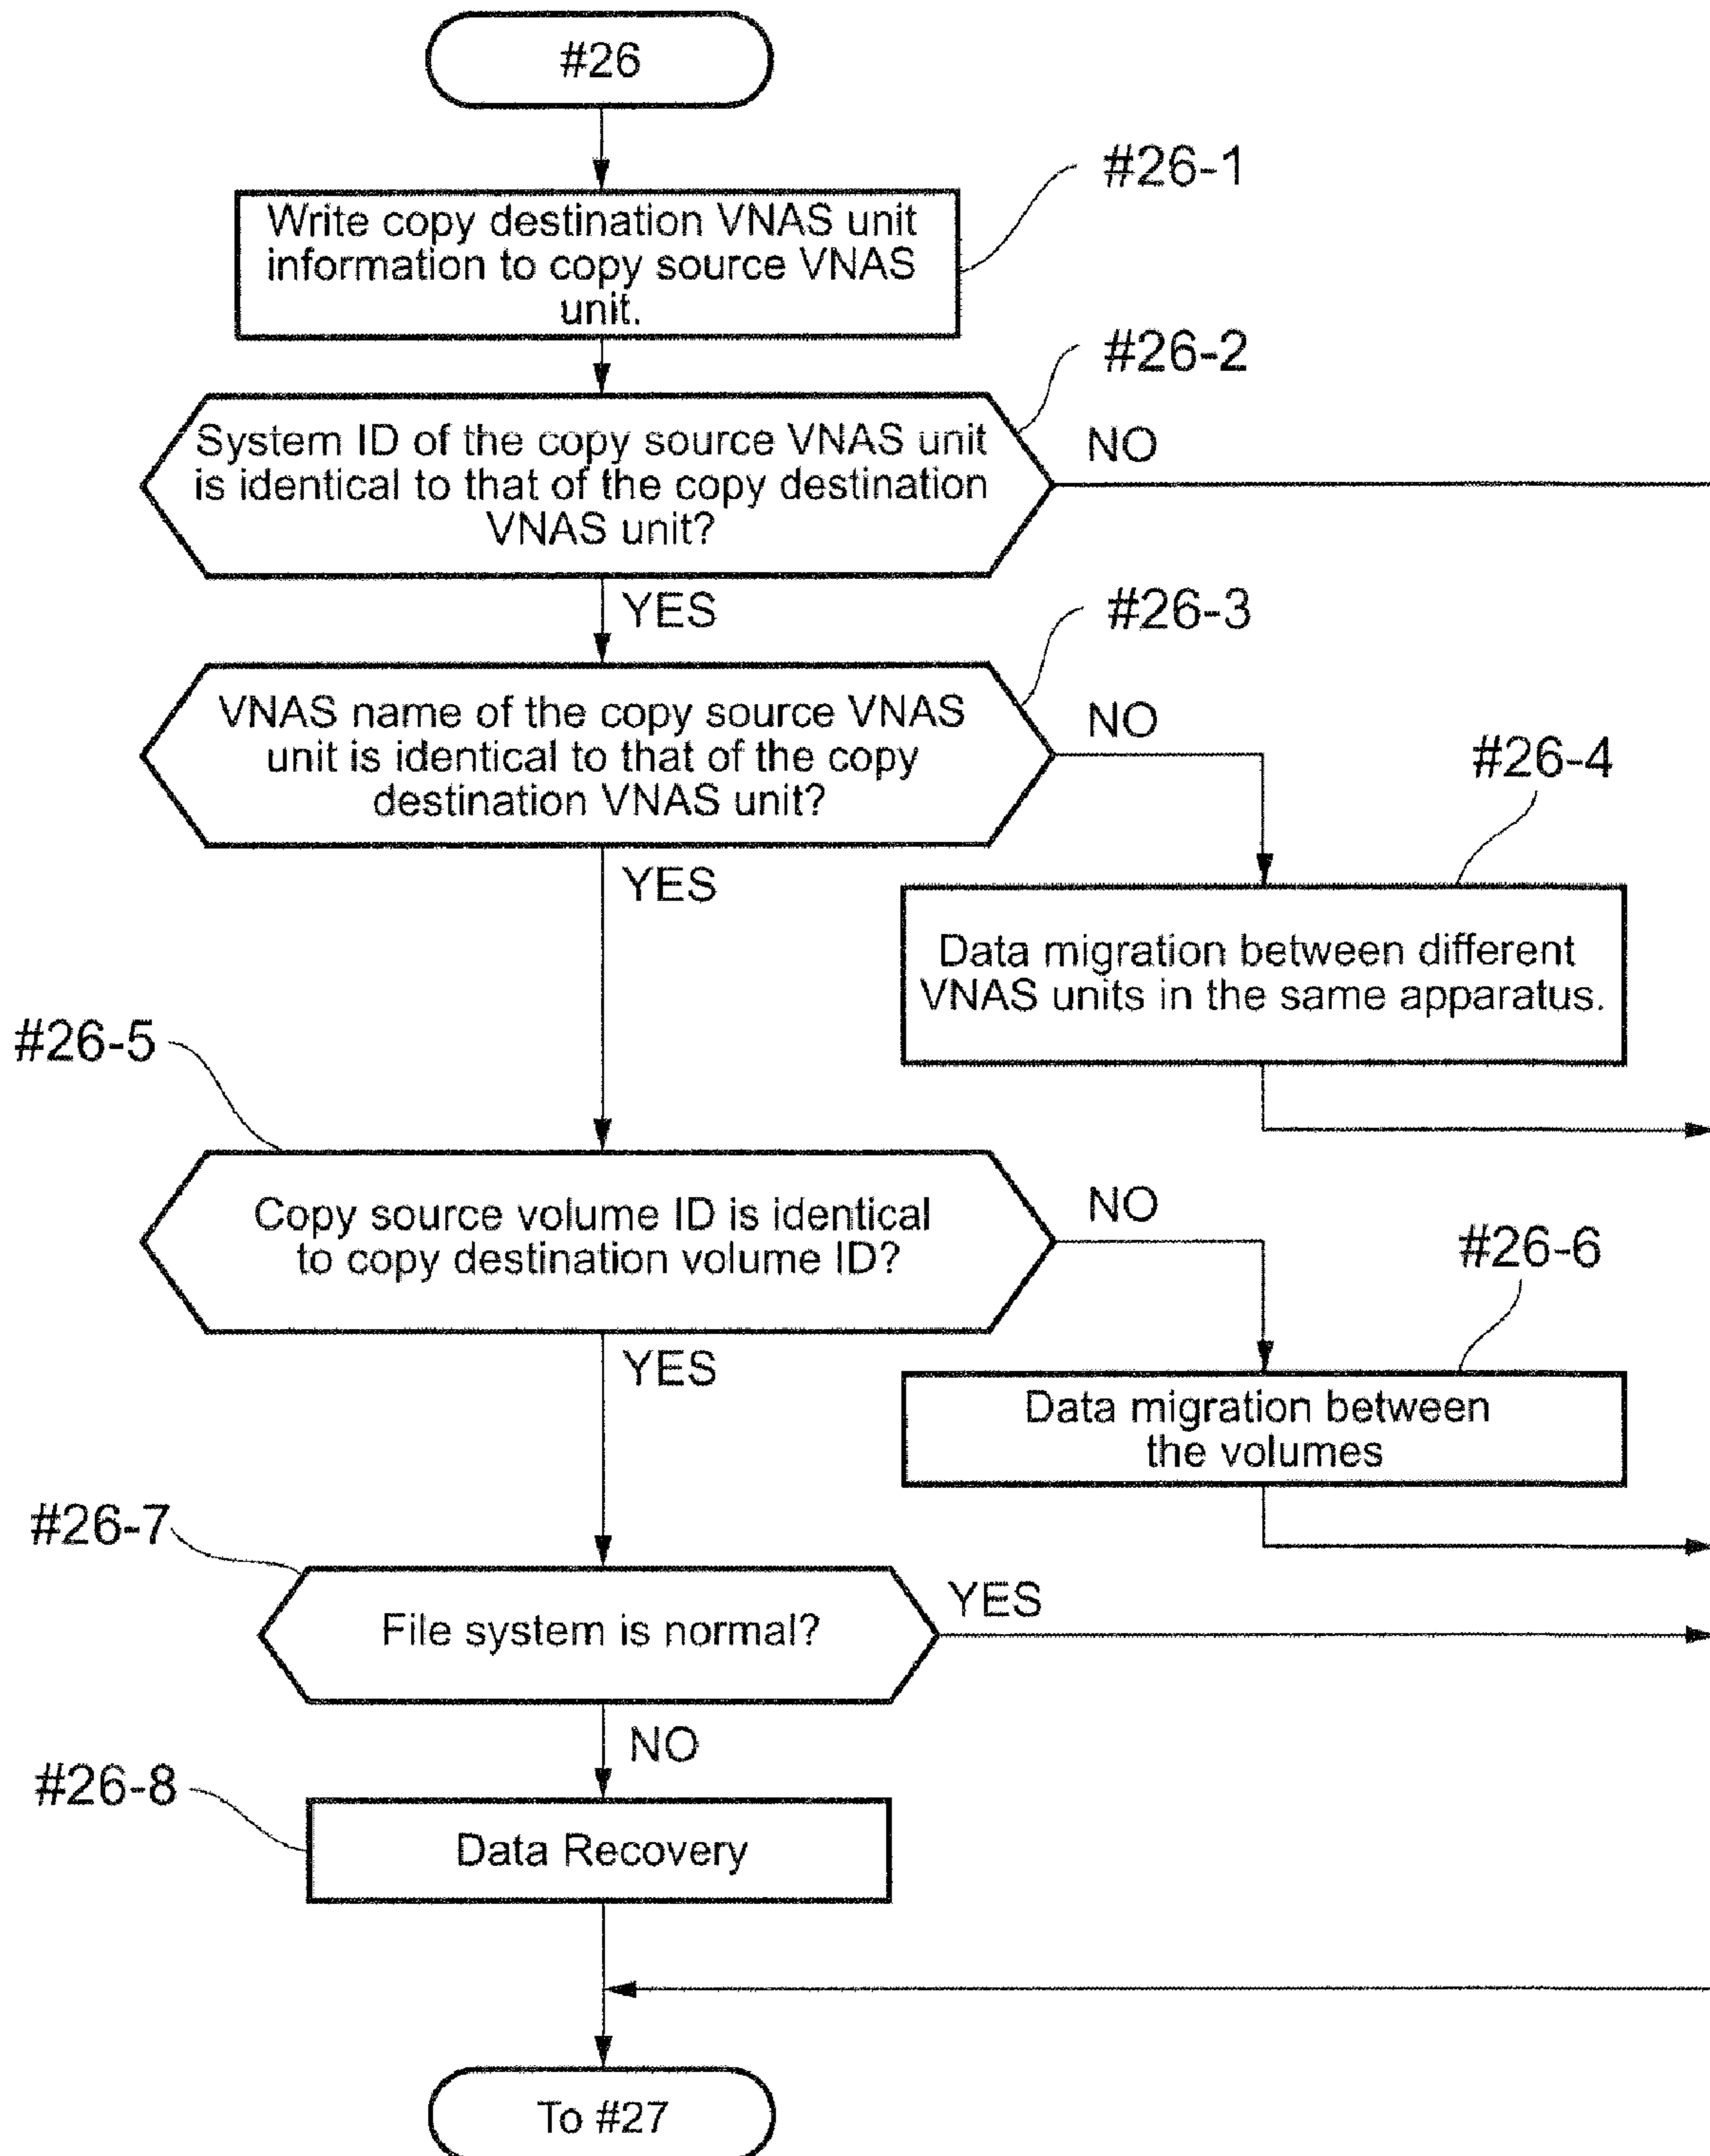 #26
#26-1
Write copy destination VNAS unit
information to copy source VNAS
unit.
#26-2
System ID of the copy source VNAS unit
is identical to that of the copy destination
VNAS unit?
NO
YES
#26-3
VNAS name of the copy source VNAS
unit is identical to that of the copy
destination VNAS unit?
NO
#26-4
YES
Data migration between different
VNAS units in the same apparatus.
#26-5
Copy source volume ID is identical
to copy destination volume ID?
NO
#26-6
YES
Data migration between
the volumes
#26-7
File system is normal?
YES
NO
#26-8
Data Recovery
To #27